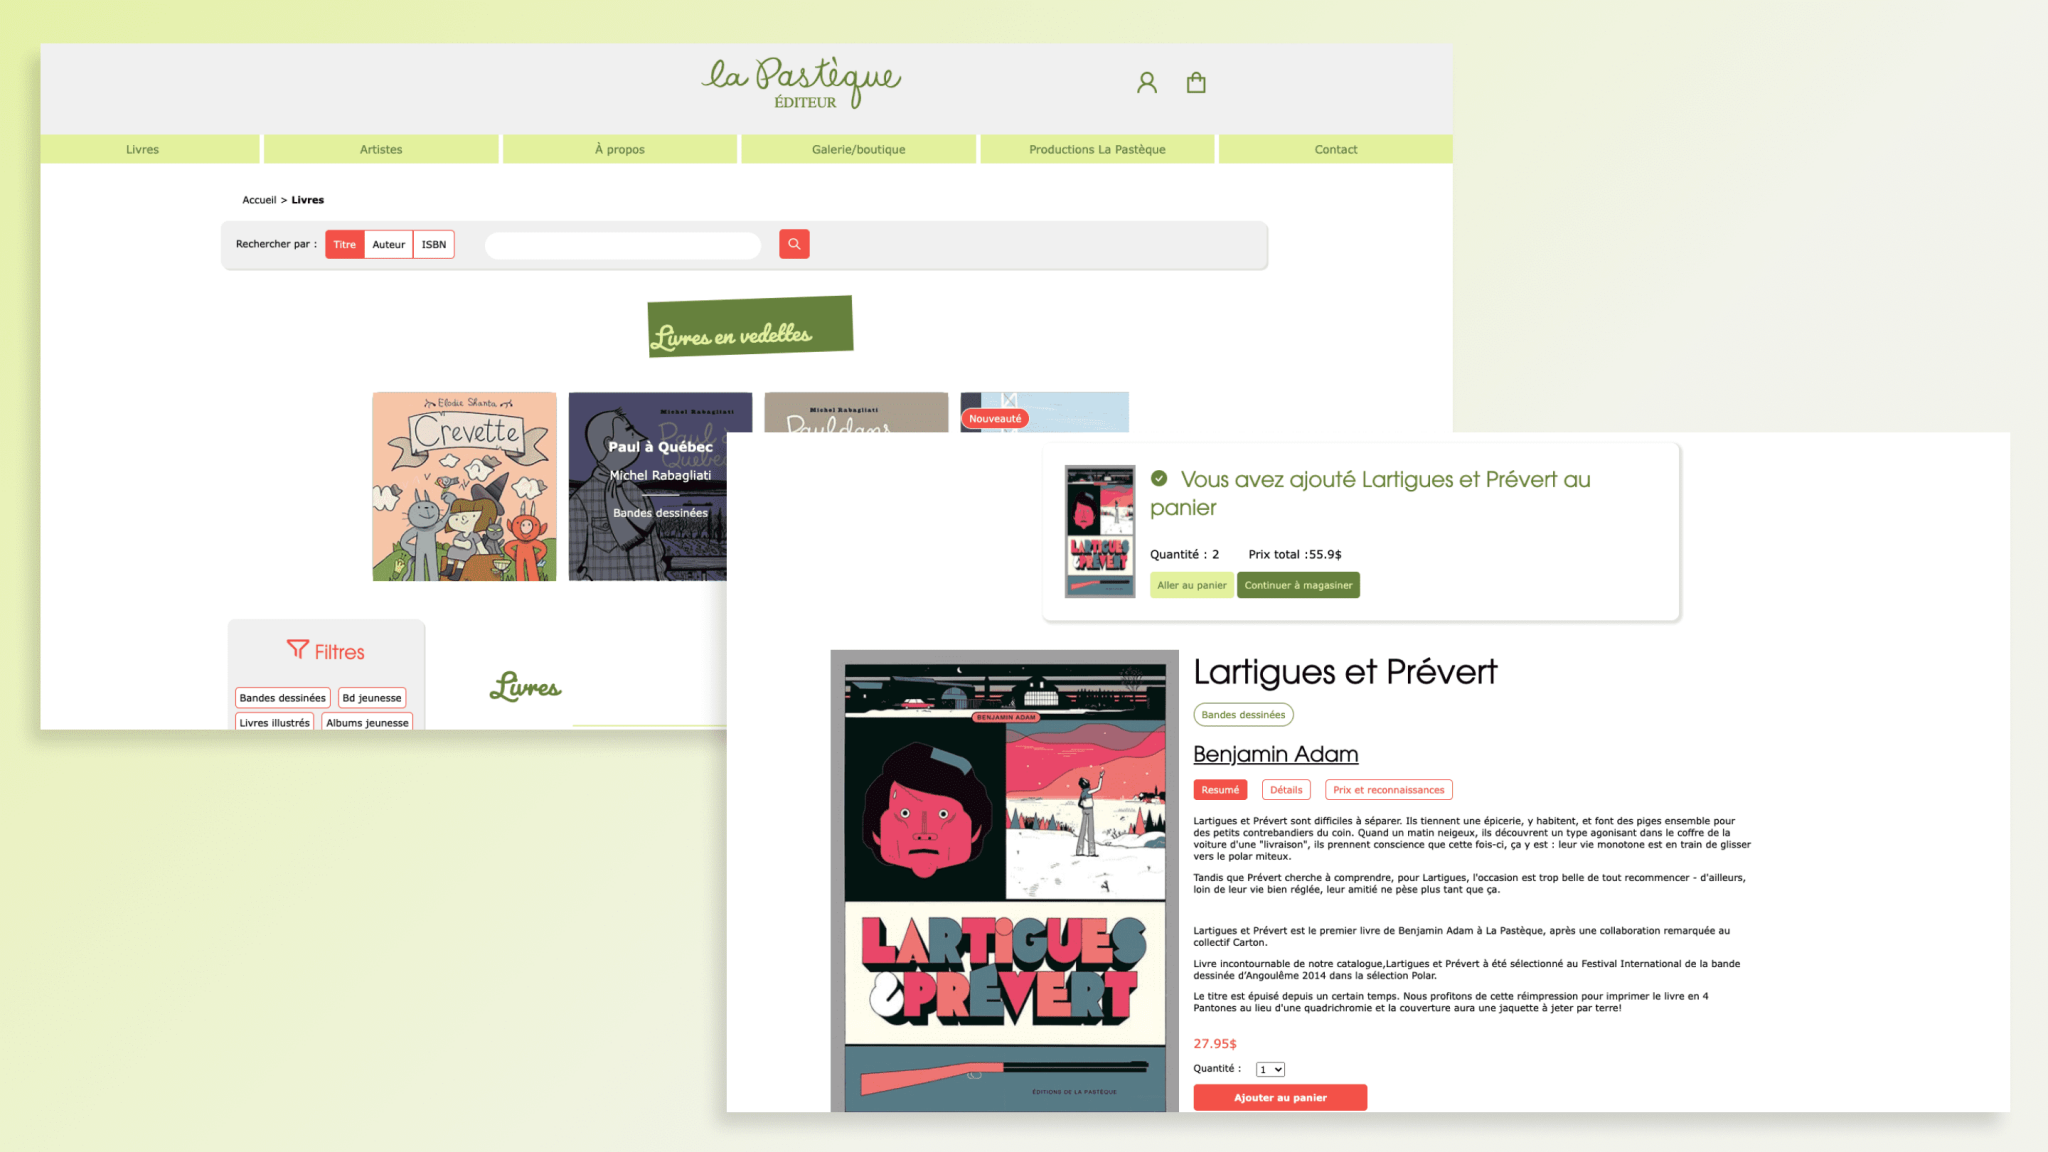 la Pastèque
ÉDITEUR
Livres
Artistes
À propos
Galerie/boutique
Productions La Pastèque
Contact
Accueil > Livres
Rechercher par :
Titre
Auteur
ISBN
Livres en vedettes
Elodie Shanta
Crevette
Michel Rabagliati
Paul à Québec
Paul à Québec
Michel Rabagliati
Bandes dessinées
Michel Rabagliati
Paul dans
Nouveauté
Filtres
Bandes dessinées
Bd jeunesse
Livres illustrés
Albums jeunesse
Livres
LARTIGUES
& PRÉVERT
Vous avez ajouté Lartigues et Prévert au
panier
Quantité : 2
Prix total :55.9$
Aller au panier
Continuer à magasiner
BENJAMIN ADAM
LARTIGUES
&PRÉVERT
ÉDITIONS DE LA PASTÈQUE
Lartigues et Prévert
Bandes dessinées
Benjamin Adam
Resumé
Détails
Prix et reconnaissances
Lartigues et Prévert sont difficiles à séparer. Ils tiennent une épicerie, y habitent, et font des piges ensemble pour
des petits contrebandiers du coin. Quand un matin neigeux, ils découvrent un type agonisant dans le coffre de la
voiture d'une "livraison", ils prennent conscience que cette fois-ci, ça y est : leur vie monotone est en train de glisser
vers le polar miteux.
Tandis que Prévert cherche à comprendre, pour Lartigues, l'occasion est trop belle de tout recommencer - d'ailleurs,
loin de leur vie bien réglée, leur amitié ne pèse plus tant que ça.
Lartigues et Prévert est le premier livre de Benjamin Adam à La Pastèque, après une collaboration remarquée au
collectif Carton.
Livre incontournable de notre catalogue,Lartigues et Prévert à été sélectionné au Festival International de la bande
dessinée d’Angoulême 2014 dans la sélection Polar.
Le titre est épuisé depuis un certain temps. Nous profitons de cette réimpression pour imprimer le livre en 4
Pantones au lieu d'une quadrichromie et la couverture aura une jaquette à jeter par terre!
27.95$
Quantité :
1
Ajouter au panier